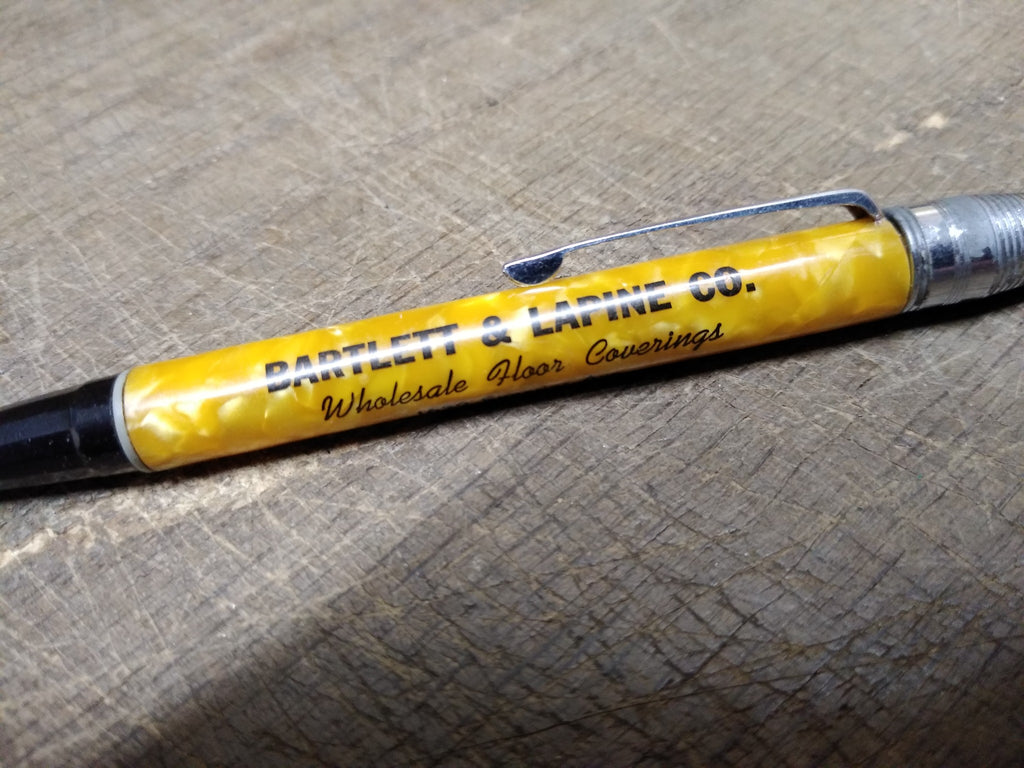 BARTLETT & LAPINE CO.
Wholesale Floor Coverings